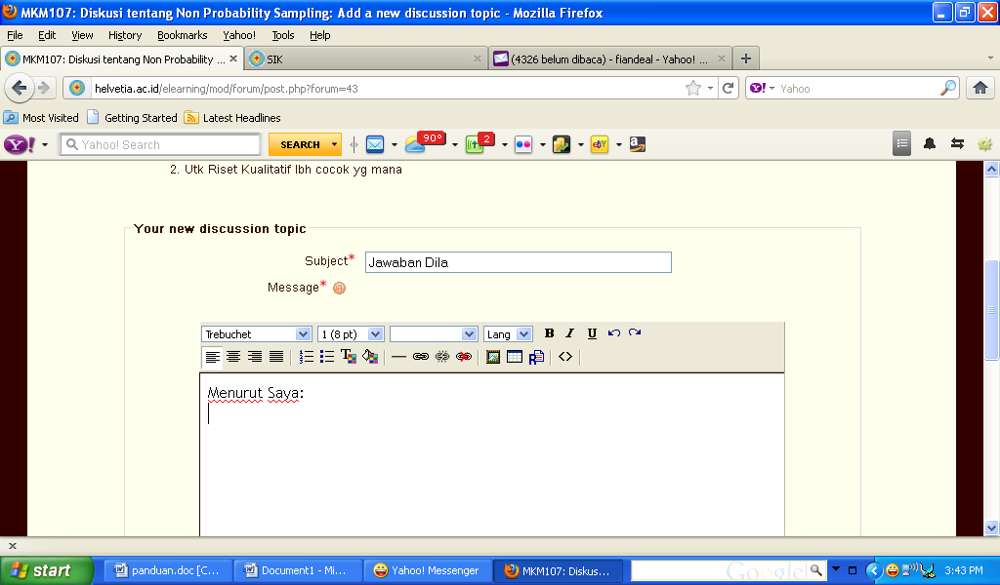 MKM107: Diskusi tentang Non Probability Sampling: Add a new discussion topic - Mozilla Firefox
File Edit View History Bookmarks Yahoo! Tools Help
MKM107: Diskusi tentang Non Probability ... SIK (4326 belum dibaca) - fiandeal - Yahoo! ...
helvetia.ac.id/elearning/mod/forum/post.php?forum=43 Yahoo
Most Visited Getting Started Latest Headlines
Y! Yahoo! Search SEARCH 90° 2 ebY a
2. Utk Riset Kualitatif lbh cocok yg mana
Your new discussion topic
Subject* Jawaban Dila
Message*
Trebuchet 1 (8 pt) Lang B I U
Menurut Saya:
start panduan.doc [C... Document1 - Mi... Yahoo! Messenger MKM107: Diskus... Google 3:43 PM